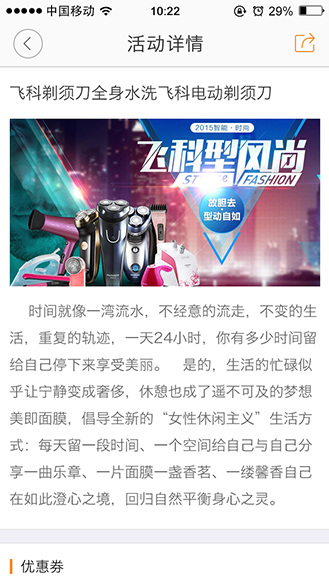 中国移动
10:22
29%
活动详情
飞科剃须刀全身水洗飞科电动剃须刀
2015智能·时尚
飞科型风尚
FASHION
放胆去
型动自如
时间就像一湾流水，不经意的流走，不变的生
活，重复的轨迹，一天24小时，你有多少时间留
给自己停下来享受美丽。 是的，生活的忙碌似
乎让宁静变成奢侈，休憩也成了遥不可及的梦想
美即面膜，倡导全新的“女性休闲主义”生活方
式：每天留一段时间、一个空间给自己与自己分
享一曲乐章、一片面膜一盏香茗、一缕馨香自己
在如此澄心之境，回归自然平衡身心之灵。
优惠券